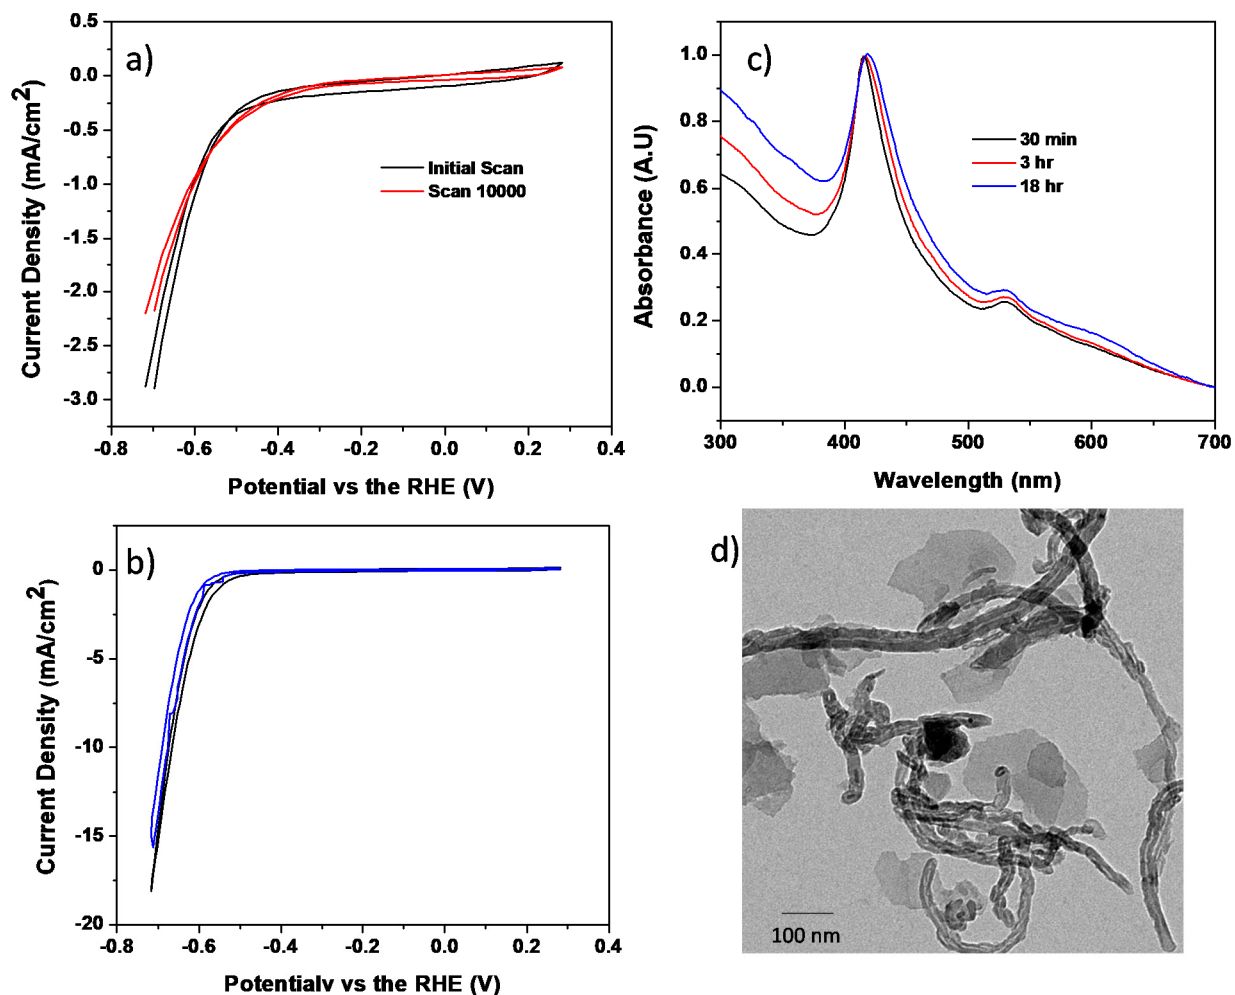 a)
0.5
0.0
-0.5
-1.0
-1.5
-2.0
-2.5
-3.0
Current Density (mA/cm²)
Initial Scan
Scan 10000
-0.8 -0.6 -0.4 -0.2 0.0 0.2 0.4
Potential vs the RHE (V)
c)
1.0
0.8
0.6
0.4
0.2
0.0
Absorbance (A.U)
30 min
3 hr
18 hr
300 400 500 600 700
Wavelength (nm)
b)
0
-5
-10
-15
-20
Current Density (mA/cm²)
-0.8 -0.6 -0.4 -0.2 0.0 0.2 0.4
Potentialv vs the RHE (V)
d)
100 nm